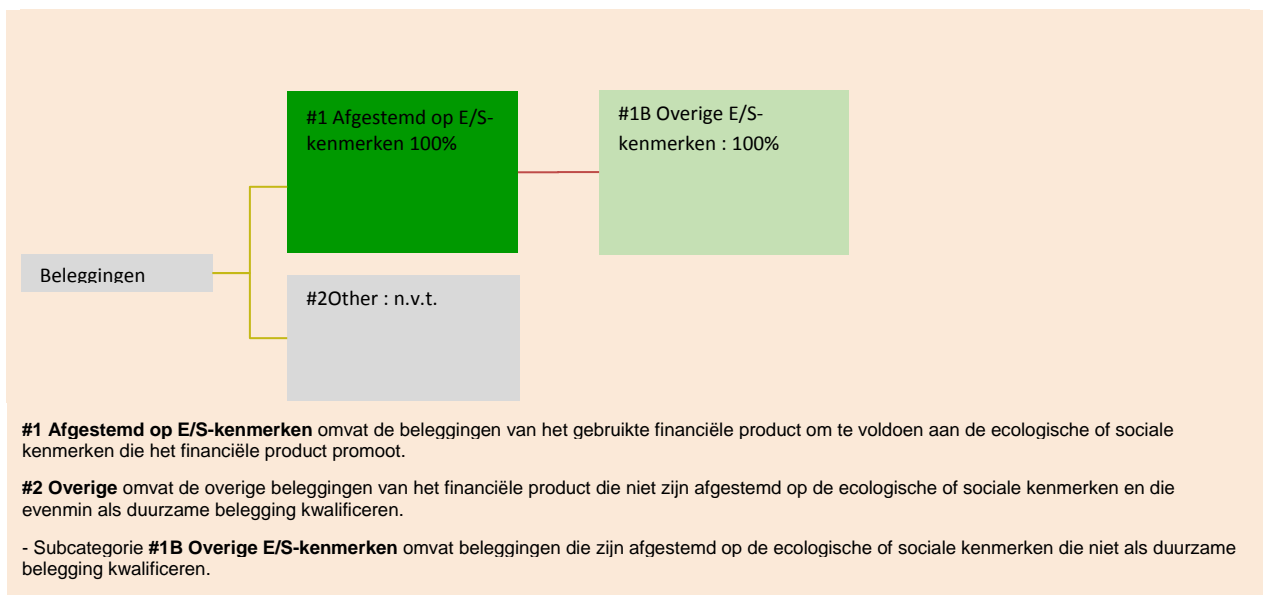 #1 Afgestemd op E/S-
kenmerken 100%
#1B Overige E/S-
kenmerken : 100%
Beleggingen
#2Other : n.v.t.
#1 Afgestemd op E/S-kenmerken omvat de beleggingen van het gebruikte financiële product om te voldoen aan de ecologische of sociale
kenmerken die het financiële product promoot.
#2 Overige omvat de overige beleggingen van het financiële product die niet zijn afgestemd op de ecologische of sociale kenmerken en die
evenmin als duurzame belegging kwalificeren.
- Subcategorie #1B Overige E/S-kenmerken omvat beleggingen die zijn afgestemd op de ecologische of sociale kenmerken die niet als duurzame
belegging kwalificeren.